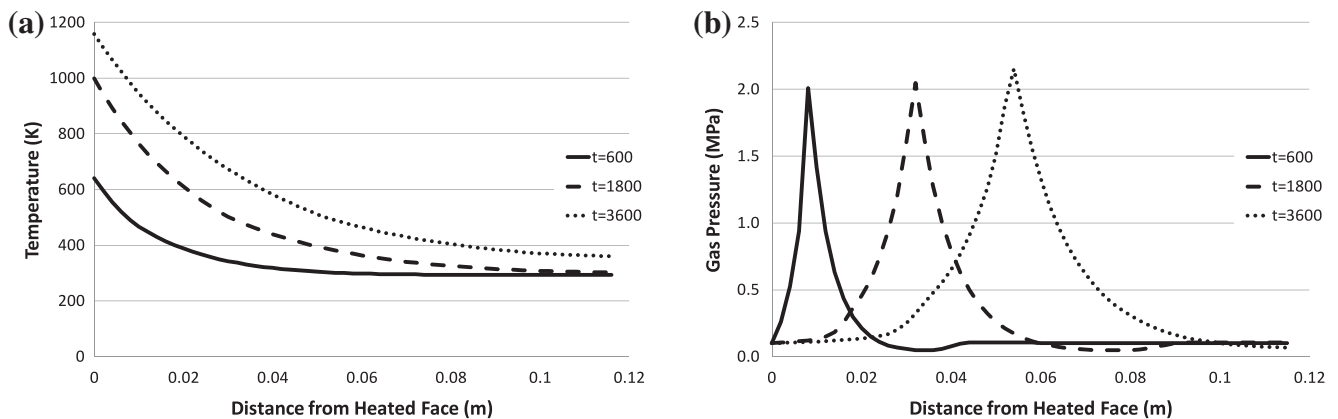 (a)
1200
1000
800
600
400
200
0
Temperature (K)
0
0.02
0.04
0.06
0.08
0.1
0.12
Distance from Heated Face (m)
t=600
t=1800
t=3600
(b)
2.5
2.0
1.5
1.0
0.5
0.0
Gas Pressure (MPa)
0
0.02
0.04
0.06
0.08
0.1
0.12
Distance from Heated Face (m)
t=600
t=1800
t=3600